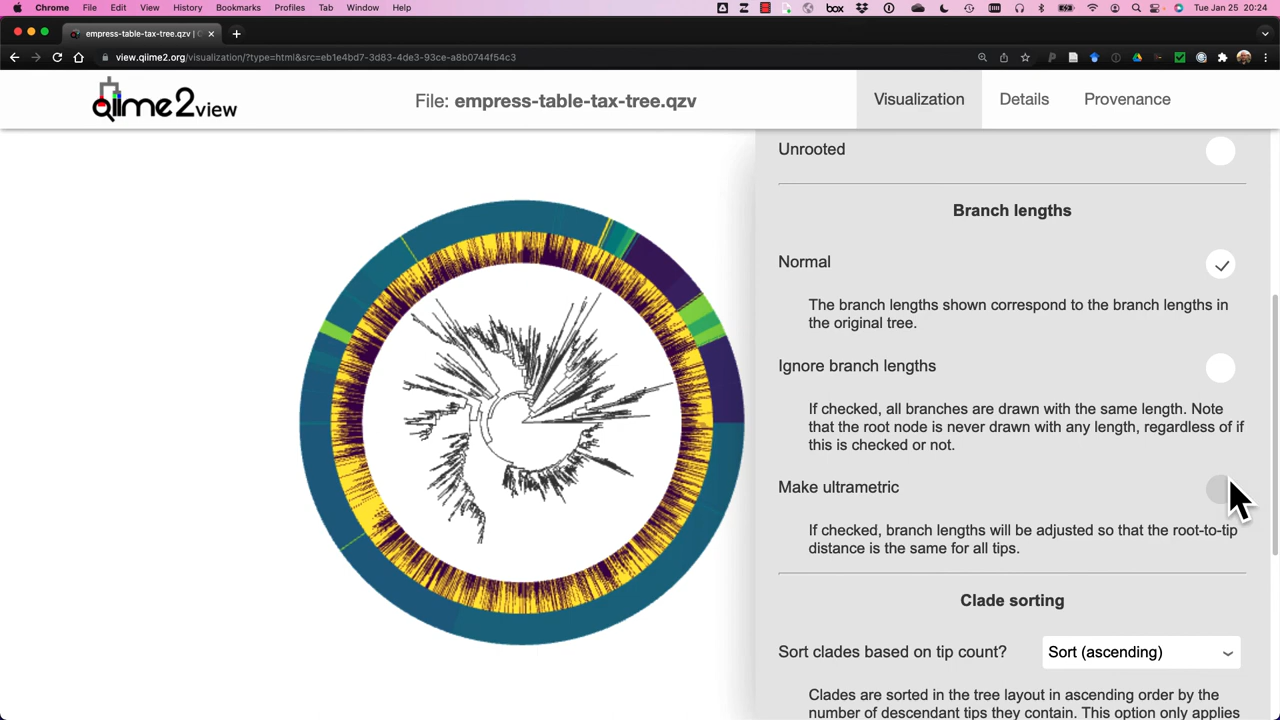 Chrome File Edit View History Bookmarks Profiles Tab Window Help box Tue Jan 25 20:24
empress-table-tax-tree.qzv |
view.qiime2.org/visualization/?type=html&src=eb1e4bd7-3d83-4de3-93ce-a8b0744f54c3
qiime2view File: empress-table-tax-tree.qzv Visualization Details Provenance
Unrooted
Branch lengths
Normal
The branch lengths shown correspond to the branch lengths in
the original tree.
Ignore branch lengths
If checked, all branches are drawn with the same length. Note
that the root node is never drawn with any length, regardless of if
this is checked or not.
Make ultrametric
If checked, branch lengths will be adjusted so that the root-to-tip
distance is the same for all tips.
Clade sorting
Sort clades based on tip count? Sort (ascending)
Clades are sorted in the tree layout in ascending order by the
number of descendant tips they contain. This option only applies